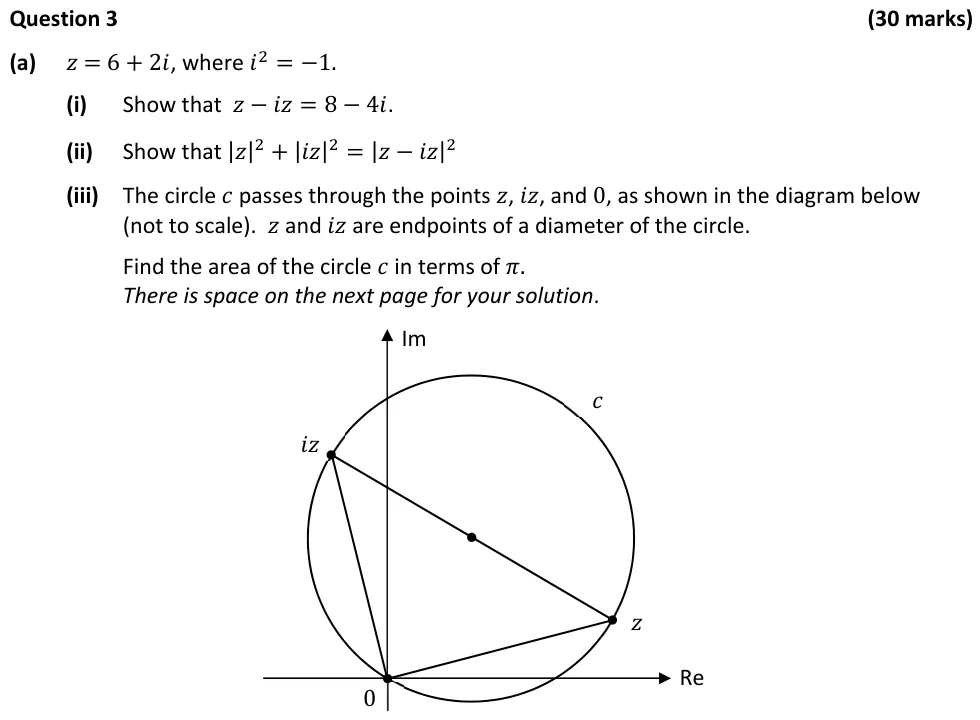 Question 3 (30 marks)
(a) z = 6 + 2i, where i² = −1.
(i) Show that z − iz = 8 − 4i.
(ii) Show that |z|² + |iz|² = |z − iz|²
(iii) The circle c passes through the points z, iz, and 0, as shown in the diagram below
(not to scale). z and iz are endpoints of a diameter of the circle.
Find the area of the circle c in terms of π.
There is space on the next page for your solution.
Im
c
iz
z
Re
0